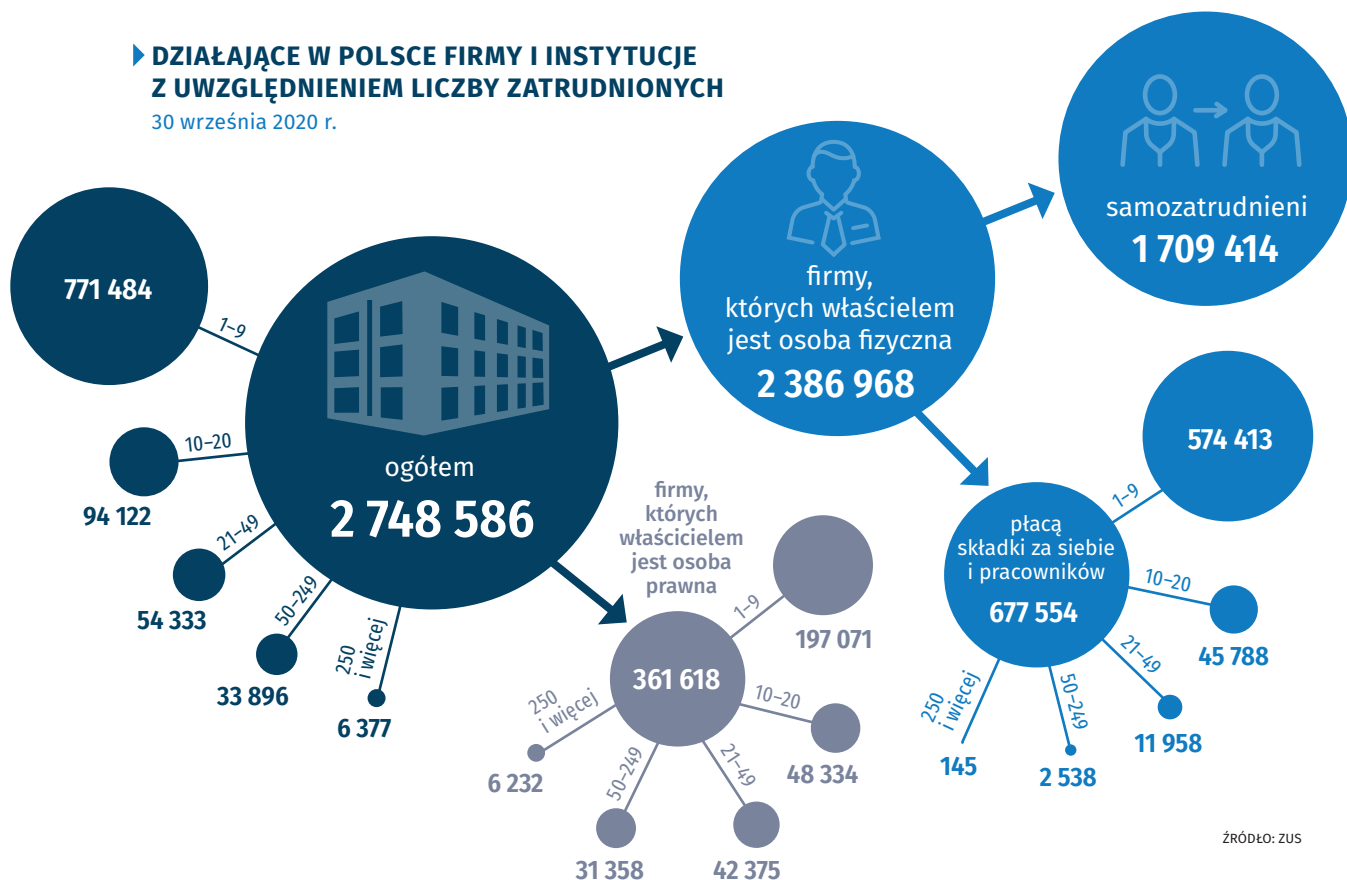 DZIAŁAJĄCE W POLSCE FIRMY I INSTYTUCJE
Z UWZGLĘDNIENIEM LICZBY ZATRUDNIONYCH
30 września 2020 r.
ogółem
2 748 586
1–9
771 484
10–20
94 122
21–49
54 333
50–249
33 896
250
i więcej
6 377
firmy,
których właścielem
jest osoba fizyczna
2 386 968
samozatrudnieni
1 709 414
płacą
składki za siebie
i pracowników
677 554
1–9
574 413
10–20
45 788
21–49
11 958
50–249
2 538
250
i więcej
145
firmy,
których
właścicielem
jest osoba
prawna
361 618
1–9
197 071
10–20
48 334
21–49
42 375
50–249
31 358
250
i więcej
6 232
ŹRÓDŁO: ZUS